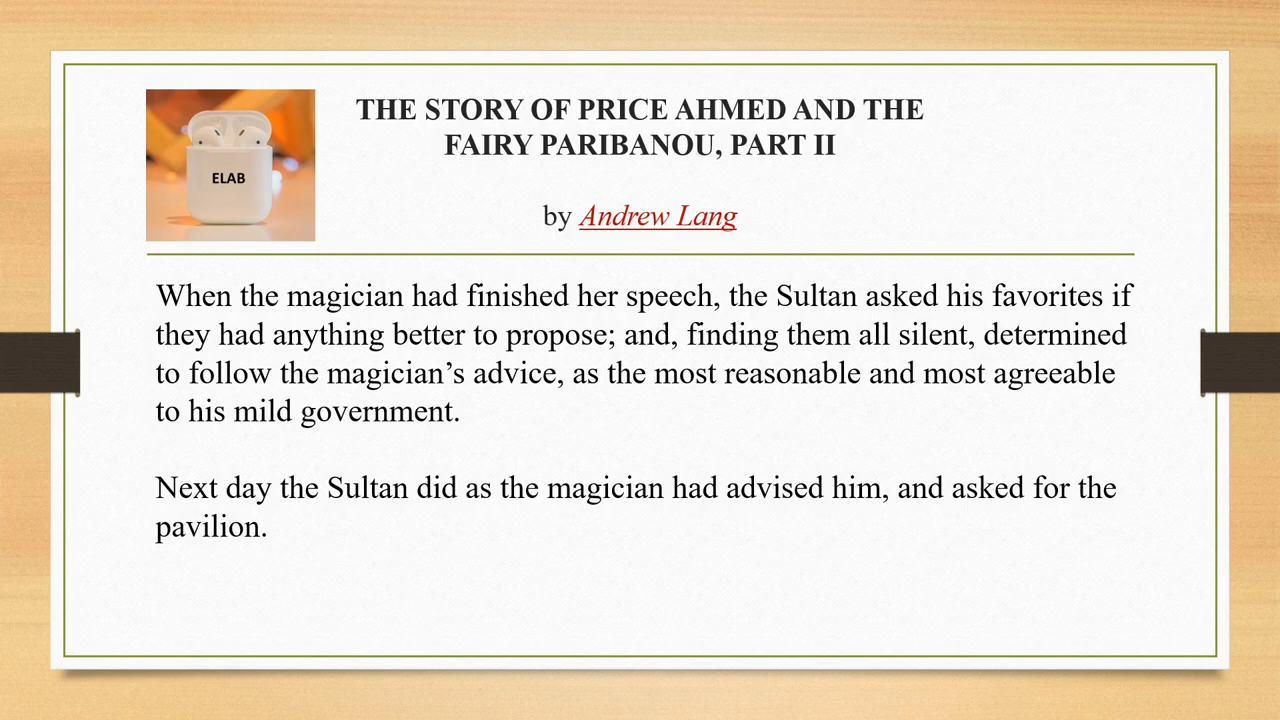 THE STORY OF PRICE AHMED AND THE
FAIRY PARIBANOU, PART II
by Andrew Lang
ELAB
When the magician had finished her speech, the Sultan asked his favorites if
they had anything better to propose; and, finding them all silent, determined
to follow the magician’s advice, as the most reasonable and most agreeable
to his mild government.
Next day the Sultan did as the magician had advised him, and asked for the
pavilion.